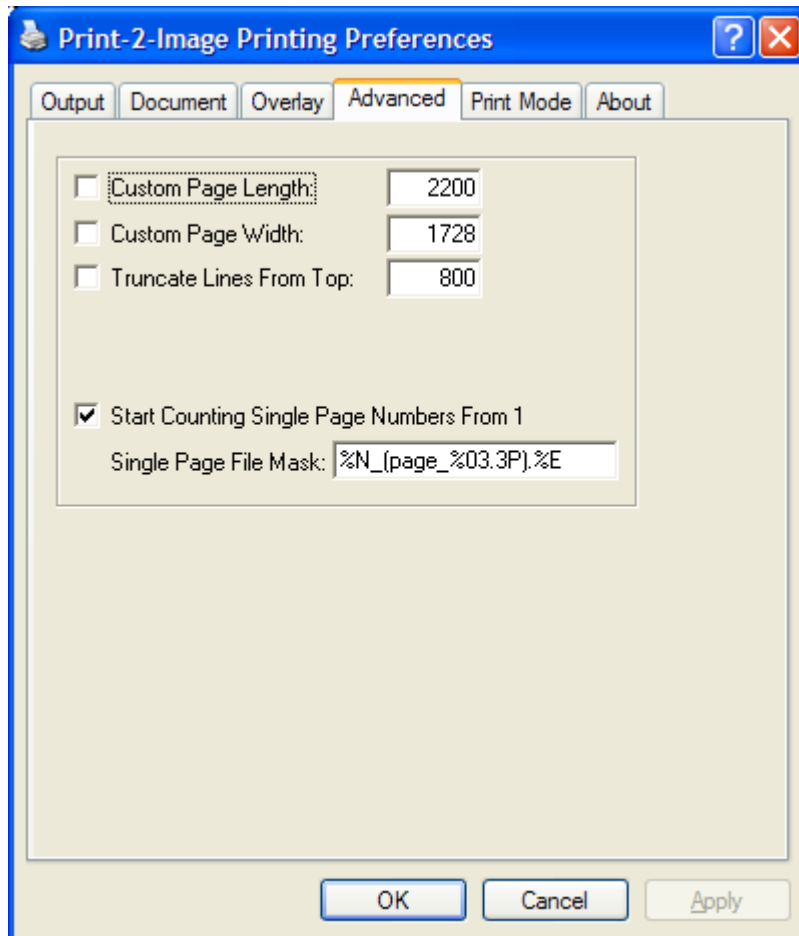 Print-2-Image Printing Preferences
Output Document Overlay Advanced Print Mode About
Custom Page Length: 2200
Custom Page Width: 1728
Truncate Lines From Top: 800
Start Counting Single Page Numbers From 1
Single Page File Mask: %N_(page_%03.3P).%E
OK Cancel Apply